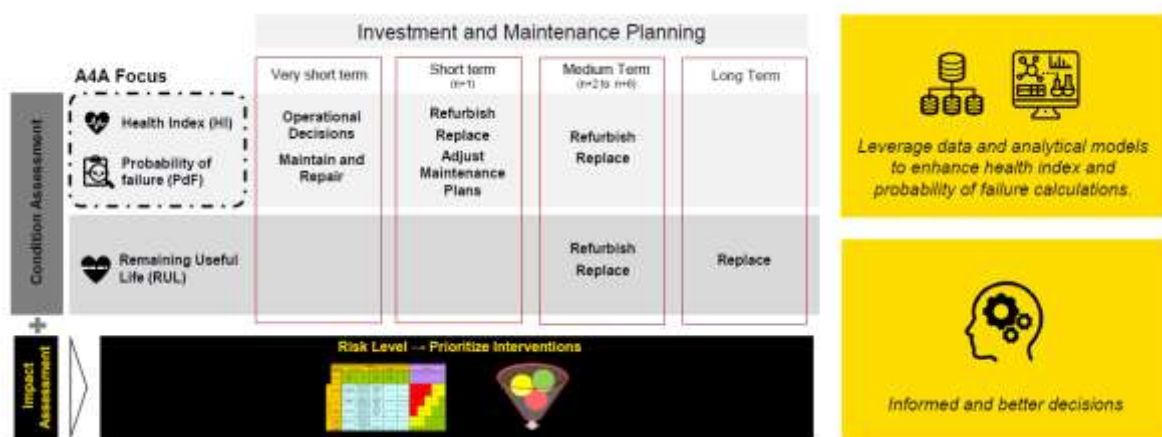 Investment and Maintenance Planning
A4A Focus
Very short term
Short term
(n+1)
Medium Term
(n+2 to n+6)
Long Term
Condition Assessment
Health Index (HI)
Probability of
failure (PdF)
Operational
Decisions
Maintain and
Repair
Refurbish
Replace
Adjust
Maintenance
Plans
Refurbish
Replace
Remaining Useful
Life (RUL)
Refurbish
Replace
Replace
+
Impact
Assessment
Risk Level → Prioritize Interventions
Leverage data and analytical models
to enhance health index and
probability of failure calculations.
Informed and better decisions